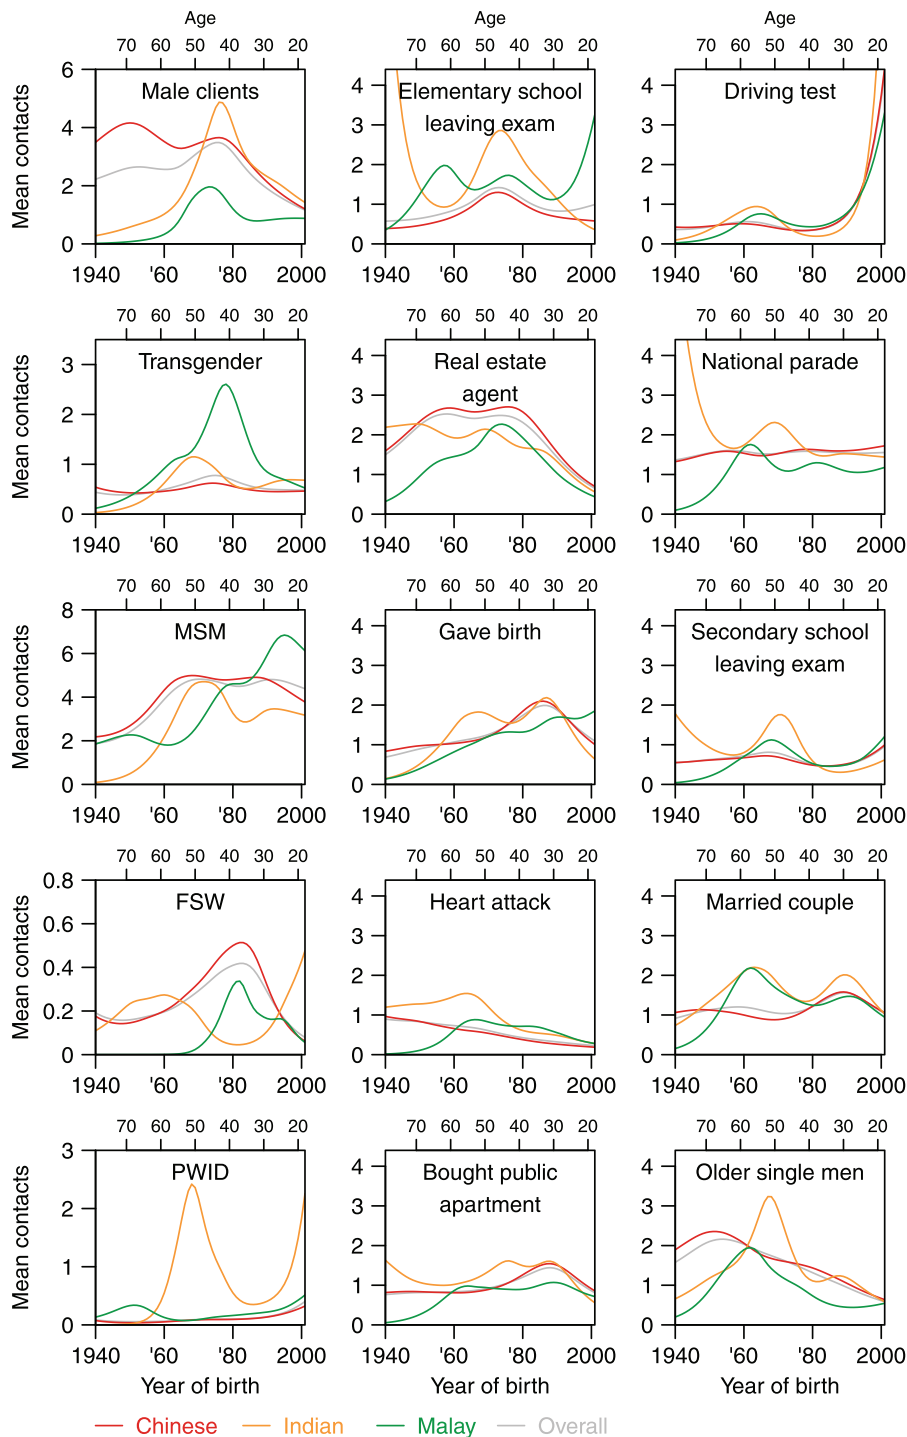 Age Age Age
70 60 50 40 30 20 70 60 50 40 30 20 70 60 50 40 30 20
Mean contacts
6
4
2
0
Male clients
1940 '60 '80 2000
4
3
2
1
0
Elementary school
leaving exam
1940 '60 '80 2000
4
3
2
1
0
Driving test
1940 '60 '80 2000
70 60 50 40 30 20 70 60 50 40 30 20 70 60 50 40 30 20
Mean contacts
3
2
1
0
Transgender
1940 '60 '80 2000
4
3
2
1
0
Real estate
agent
1940 '60 '80 2000
4
3
2
1
0
National parade
1940 '60 '80 2000
70 60 50 40 30 20 70 60 50 40 30 20 70 60 50 40 30 20
Mean contacts
8
6
4
2
0
MSM
1940 '60 '80 2000
4
3
2
1
0
Gave birth
1940 '60 '80 2000
4
3
2
1
0
Secondary school
leaving exam
1940 '60 '80 2000
70 60 50 40 30 20 70 60 50 40 30 20 70 60 50 40 30 20
Mean contacts
0.8
0.6
0.4
0.2
0
FSW
1940 '60 '80 2000
4
3
2
1
0
Heart attack
1940 '60 '80 2000
4
3
2
1
0
Married couple
1940 '60 '80 2000
70 60 50 40 30 20 70 60 50 40 30 20 70 60 50 40 30 20
Mean contacts
3
2
1
0
PWID
1940 '60 '80 2000
Year of birth
4
3
2
1
0
Bought public
apartment
1940 '60 '80 2000
Year of birth
4
3
2
1
0
Older single men
1940 '60 '80 2000
Year of birth
Chinese Indian Malay Overall